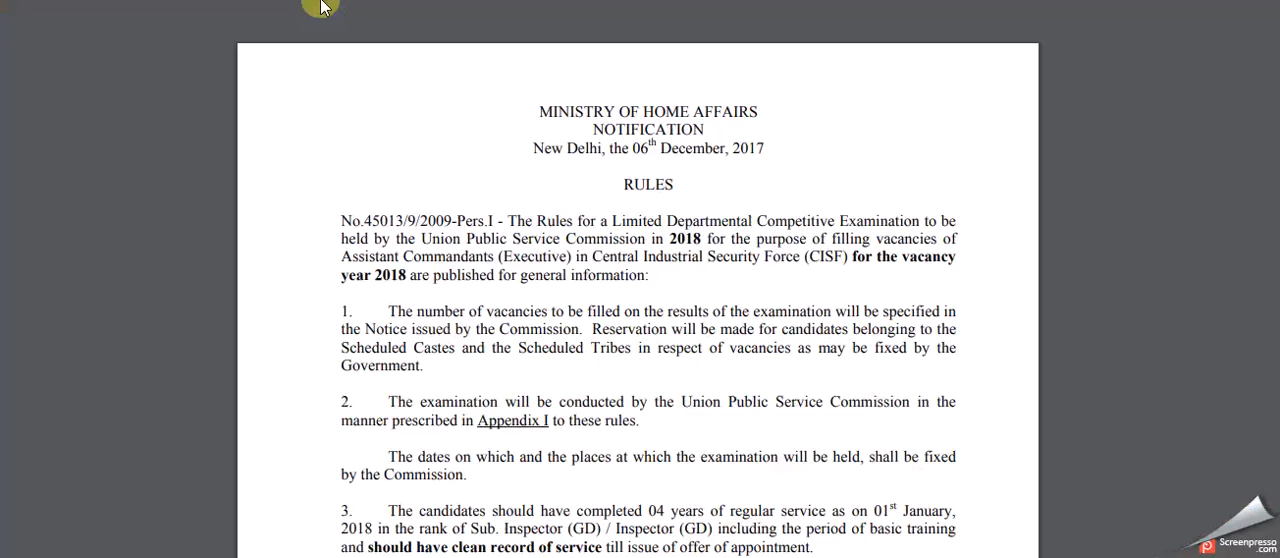 MINISTRY OF HOME AFFAIRS
NOTIFICATION
New Delhi, the 06th December, 2017
RULES
No.45013/9/2009-Pers.I - The Rules for a Limited Departmental Competitive Examination to be
held by the Union Public Service Commission in 2018 for the purpose of filling vacancies of
Assistant Commandants (Executive) in Central Industrial Security Force (CISF) for the vacancy
year 2018 are published for general information:
1. The number of vacancies to be filled on the results of the examination will be specified in
the Notice issued by the Commission. Reservation will be made for candidates belonging to the
Scheduled Castes and the Scheduled Tribes in respect of vacancies as may be fixed by the
Government.
2. The examination will be conducted by the Union Public Service Commission in the
manner prescribed in Appendix I to these rules.
The dates on which and the places at which the examination will be held, shall be fixed
by the Commission.
3. The candidates should have completed 04 years of regular service as on 01st January,
2018 in the rank of Sub. Inspector (GD) / Inspector (GD) including the period of basic training
and should have clean record of service till issue of offer of appointment.
Screenpresso
.com